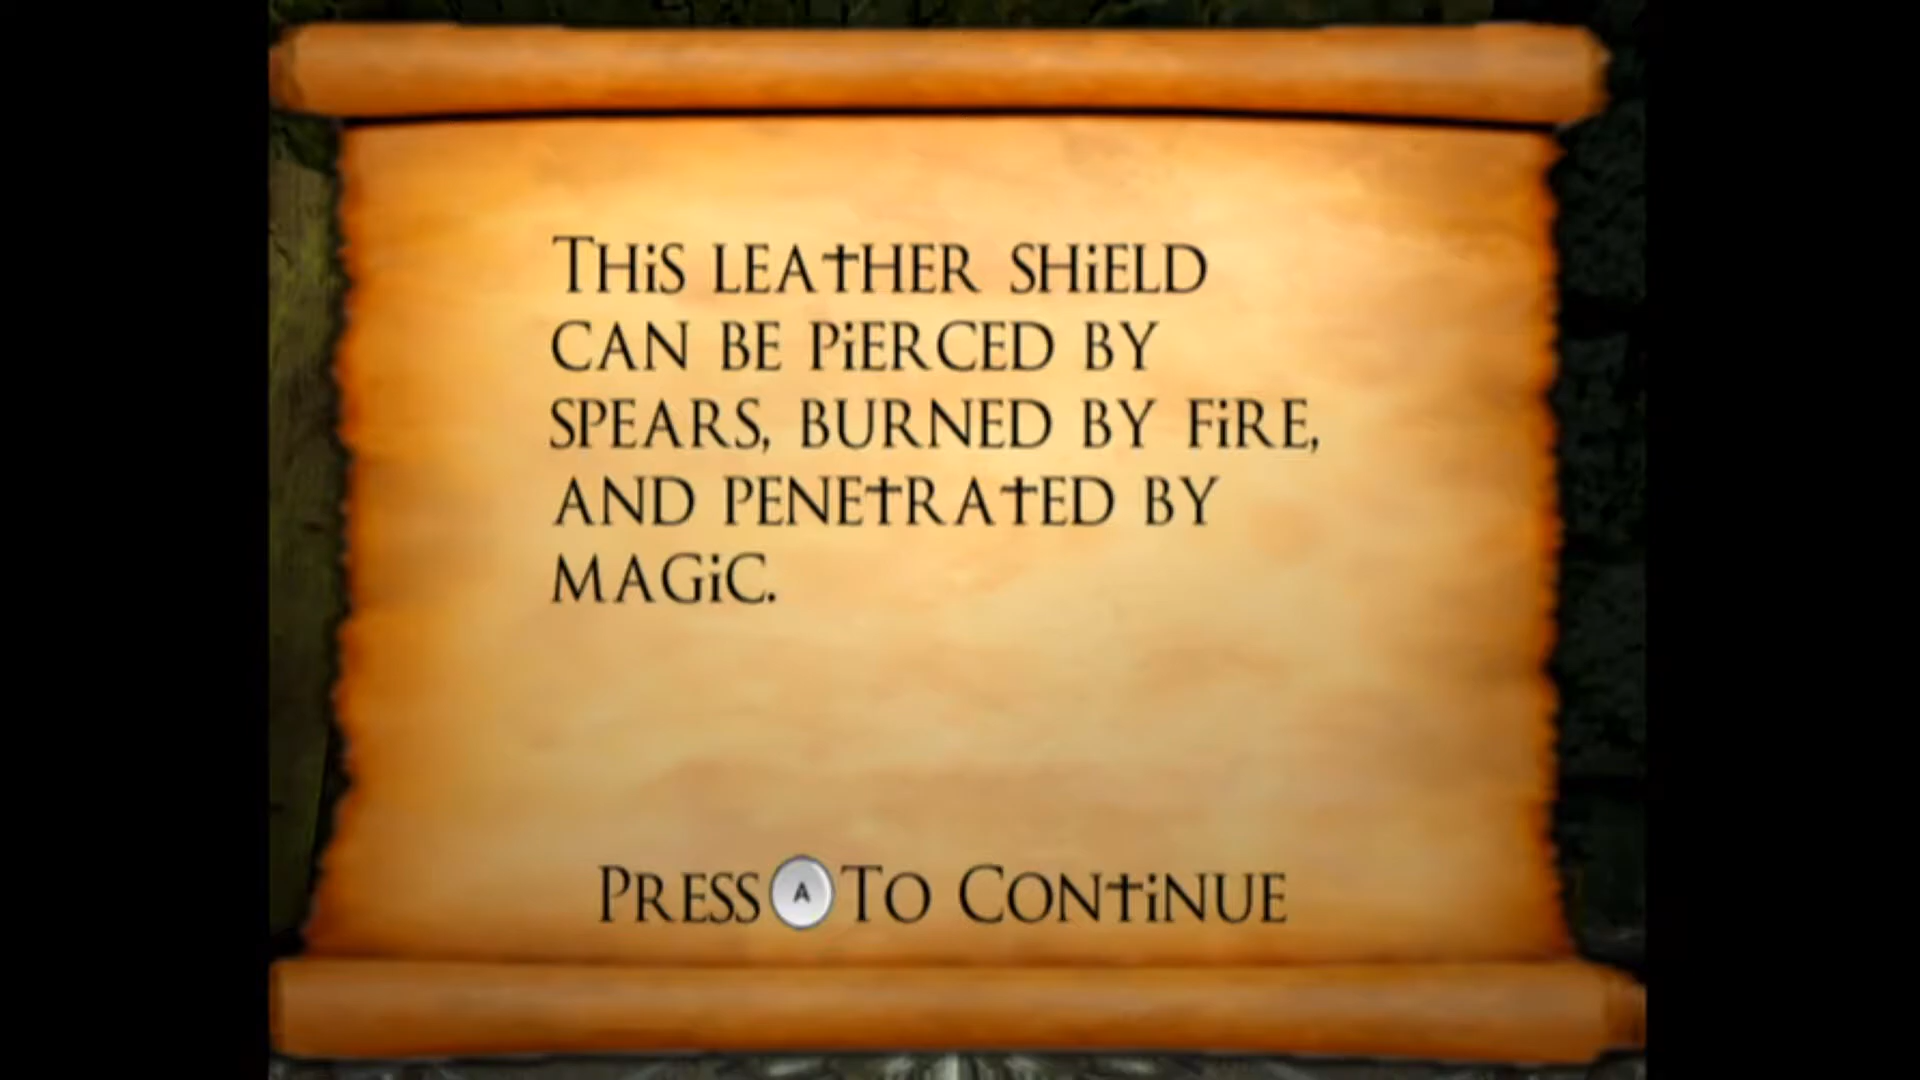 This leather shield
can be pierced by
spears, burned by fire,
and penetrated by
magic.
Press A To Continue